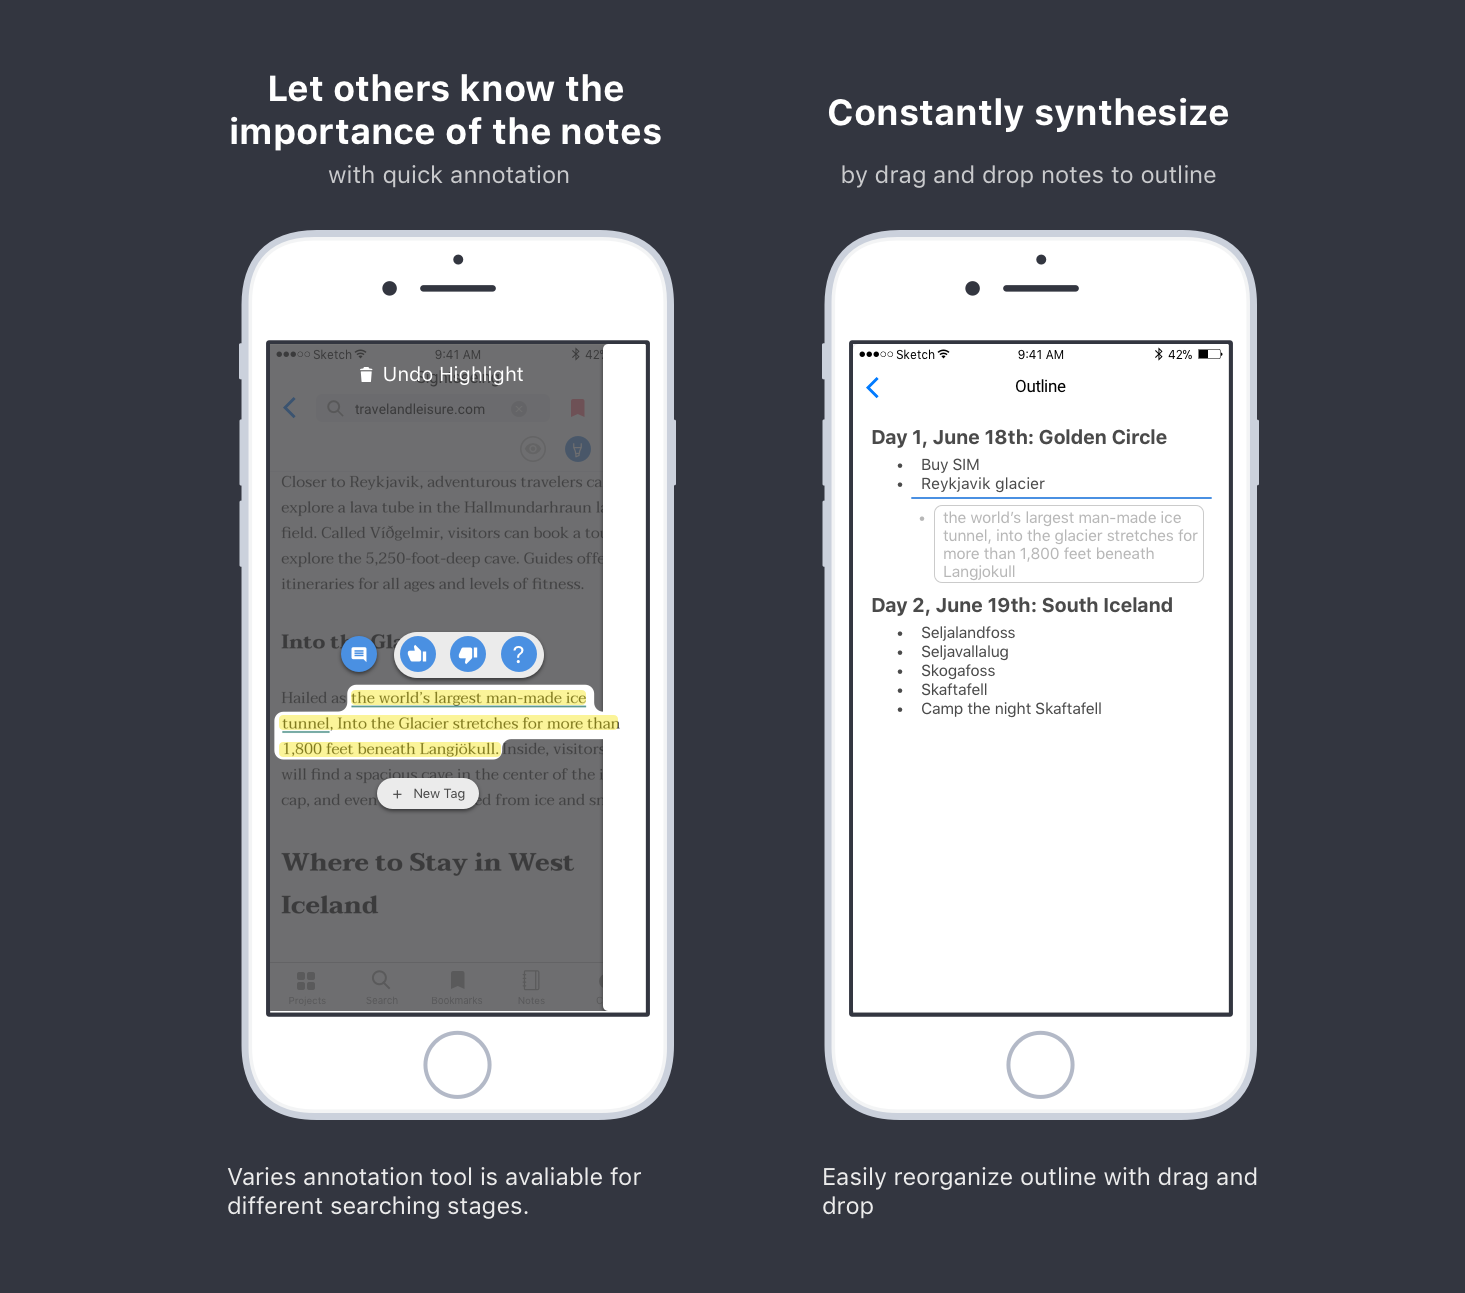 Let others know the
importance of the notes
with quick annotation
Sketch
9:41 AM
42%
Undo Highlight
travelandleisure.com
Closer to Reykjavik, adventurous travelers ca
explore a lava tube in the Hallmundarhraun la
field. Called Víðgelmir, visitors can book a tou
explore the 5,250-foot-deep cave. Guides offe
itineraries for all ages and levels of fitness.
Into th Gla
?
Hailed as the world's largest man-made ice
tunnel, Into the Glacier stretches for more than
1,800 feet beneath Langjökull. Inside, visitors
will find a spacious cave in the center of the i
cap, and even d from ice and sn
+ New Tag
Where to Stay in West
Iceland
Projects
Search
Bookmarks
Notes
Varies annotation tool is avaliable for
different searching stages.
Constantly synthesize
by drag and drop notes to outline
Sketch
9:41 AM
42%
Outline
Day 1, June 18th: Golden Circle
• Buy SIM
• Reykjavik glacier
• the world's largest man-made ice
tunnel, into the glacier stretches for
more than 1,800 feet beneath
Langjokull
Day 2, June 19th: South Iceland
• Seljalandfoss
• Seljavallalug
• Skogafoss
• Skaftafell
• Camp the night Skaftafell
Easily reorganize outline with drag and
drop